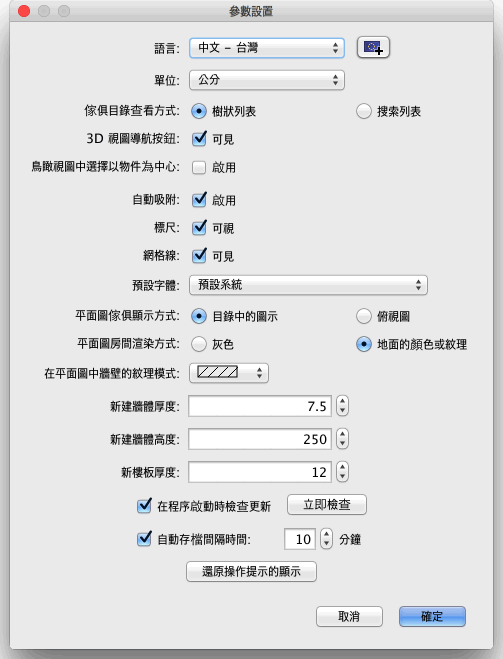 參數設置
語言: 中文 – 台灣
單位: 公分
傢俱目錄查看方式: 樹狀列表 搜索列表
3D 視圖導航按鈕: 可見
鳥瞰視圖中選擇以物件為中心: 啟用
自動吸附: 啟用
標尺: 可視
網格線: 可見
預設字體: 預設系統
平面圖傢俱顯示方式: 目錄中的圖示 俯視圖
平面圖房間渲染方式: 灰色 地面的顏色或紋理
在平面圖中牆壁的紋理模式:
新建牆體厚度: 7.5
新建牆體高度: 250
新樓板厚度: 12
在程序啟動時檢查更新 立即檢查
自動存檔間隔時間: 10 分鐘
還原操作提示的顯示
取消 確定